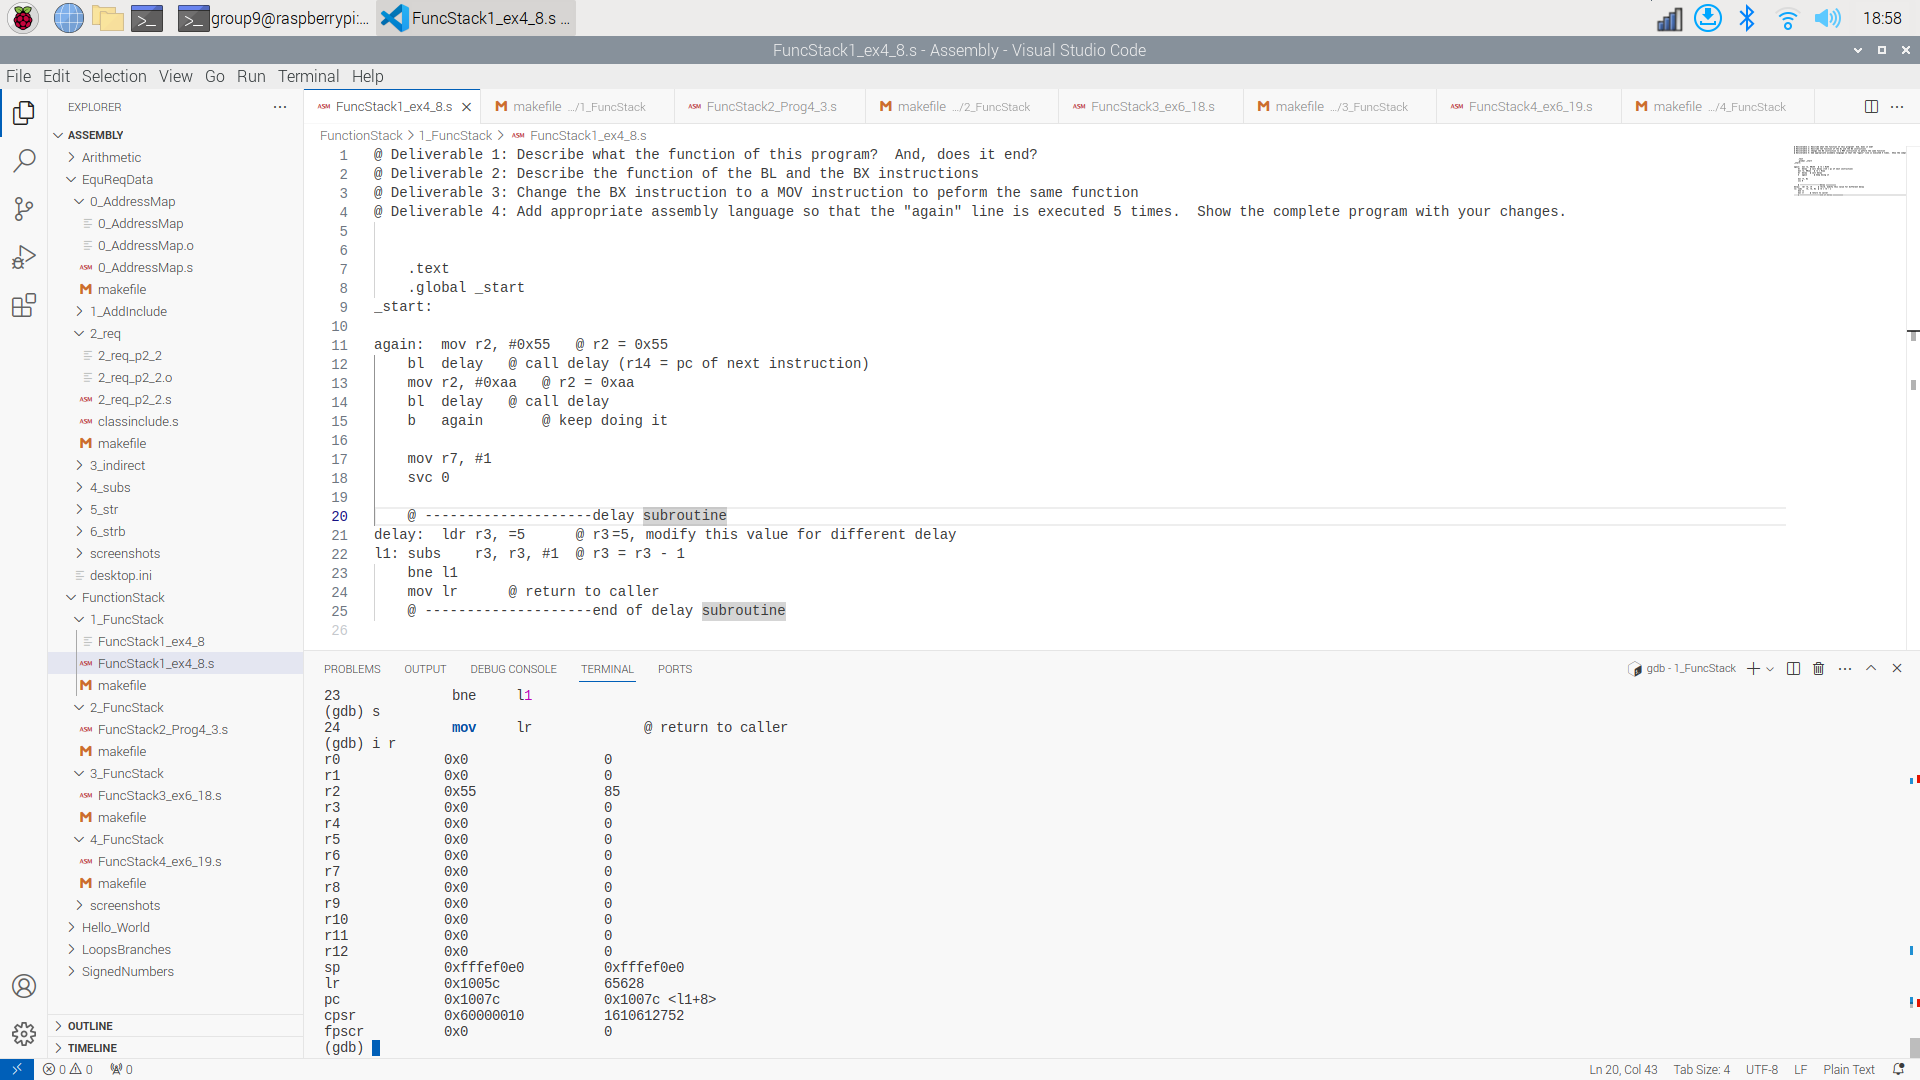 group9@raspberrypi:...
FuncStack1_ex4_8.s ...
18:58
FuncStack1_ex4_8.s - Assembly - Visual Studio Code
File Edit Selection View Go Run Terminal Help
EXPLORER
ASSEMBLY
Arithmetic
EquReqData
0_AddressMap
0_AddressMap
0_AddressMap.o
0_AddressMap.s
makefile
1_AddInclude
2_req
2_req_p2_2
2_req_p2_2.o
2_req_p2_2.s
classinclude.s
makefile
3_indirect
4_subs
5_str
6_strb
screenshots
desktop.ini
FunctionStack
1_FuncStack
FuncStack1_ex4_8
FuncStack1_ex4_8.s
makefile
2_FuncStack
FuncStack2_Prog4_3.s
makefile
3_FuncStack
FuncStack3_ex6_18.s
makefile
4_FuncStack
FuncStack4_ex6_19.s
makefile
screenshots
Hello_World
LoopsBranches
SignedNumbers
OUTLINE
TIMELINE
FuncStack1_ex4_8.s makefile .../1_FuncStack FuncStack2_Prog4_3.s makefile .../2_FuncStack FuncStack3_ex6_18.s makefile .../3_FuncStack FuncStack4_ex6_19.s makefile .../4_FuncStack
FunctionStack > 1_FuncStack > FuncStack1_ex4_8.s
1 @ Deliverable 1: Describe what the function of this program?  And, does it end?
2 @ Deliverable 2: Describe the function of the BL and the BX instructions
3 @ Deliverable 3: Change the BX instruction to a MOV instruction to peform the same function
4 @ Deliverable 4: Add appropriate assembly language so that the "again" line is executed 5 times.  Show the complete program with your changes.
5
6
7 .text
8 .global _start
9 _start:
10
11 again:  mov r2, #0x55   @ r2 = 0x55
12 bl  delay   @ call delay (r14 = pc of next instruction)
13 mov r2, #0xaa   @ r2 = 0xaa
14 bl  delay   @ call delay
15 b   again       @ keep doing it
16
17 mov r7, #1
18 svc 0
19
20 @ --------------------delay subroutine
21 delay:  ldr r3, =5      @ r3=5, modify this value for different delay
22 l1: subs    r3, r3, #1  @ r3 = r3 - 1
23 bne l1
24 mov lr      @ return to caller
25 @ --------------------end of delay subroutine
26
PROBLEMS OUTPUT DEBUG CONSOLE TERMINAL PORTS
gdb - 1_FuncStack
23 bne l1
(gdb) s
24 mov lr @ return to caller
(gdb) i r
r0 0x0 0
r1 0x0 0
r2 0x55 85
r3 0x0 0
r4 0x0 0
r5 0x0 0
r6 0x0 0
r7 0x0 0
r8 0x0 0
r9 0x0 0
r10 0x0 0
r11 0x0 0
r12 0x0 0
sp 0xfffef0e0 0xfffef0e0
lr 0x1005c 65628
pc 0x1007c 0x1007c <l1+8>
cpsr 0x60000010 1610612752
fpscr 0x0 0
(gdb)
0 0 0
Ln 20, Col 43 Tab Size: 4 UTF-8 LF Plain Text